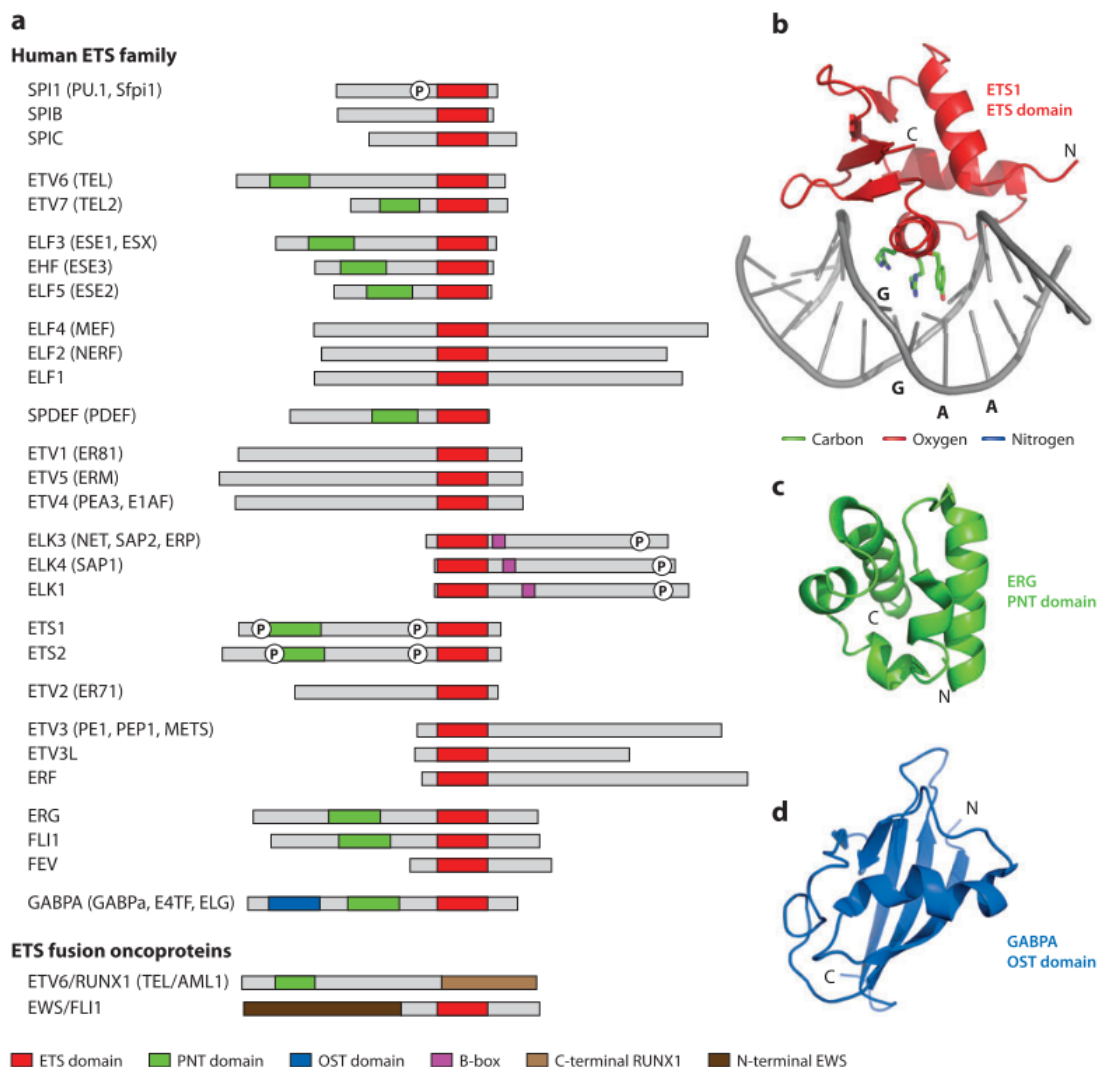 a
Human ETS family
SPI1 (PU.1, Sfpi1)
P
SPIB
SPIC
ETV6 (TEL)
ETV7 (TEL2)
ELF3 (ESE1, ESX)
EHF (ESE3)
ELF5 (ESE2)
ELF4 (MEF)
ELF2 (NERF)
ELF1
SPDEF (PDEF)
ETV1 (ER81)
ETV5 (ERM)
ETV4 (PEA3, E1AF)
ELK3 (NET, SAP2, ERP)
P
ELK4 (SAP1)
P
ELK1
P
ETS1
P P
ETS2
P P
ETV2 (ER71)
ETV3 (PE1, PEP1, METS)
ETV3L
ERF
ERG
FLI1
FEV
GABPA (GABPa, E4TF, ELG)
ETS fusion oncoproteins
ETV6/RUNX1 (TEL/AML1)
EWS/FLI1
ETS domain PNT domain OST domain B-box C-terminal RUNX1 N-terminal EWS
b
ETS1
ETS domain
C
N
G
G
A
A
Carbon Oxygen Nitrogen
c
ERG
PNT domain
C
N
d
N
GABPA
OST domain
C